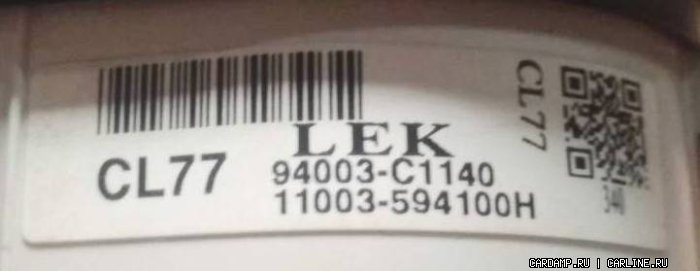 LEK
CL77
94003-C1140
11003-594100H
CL77
CARDAMP.RU | CARLINE.RU